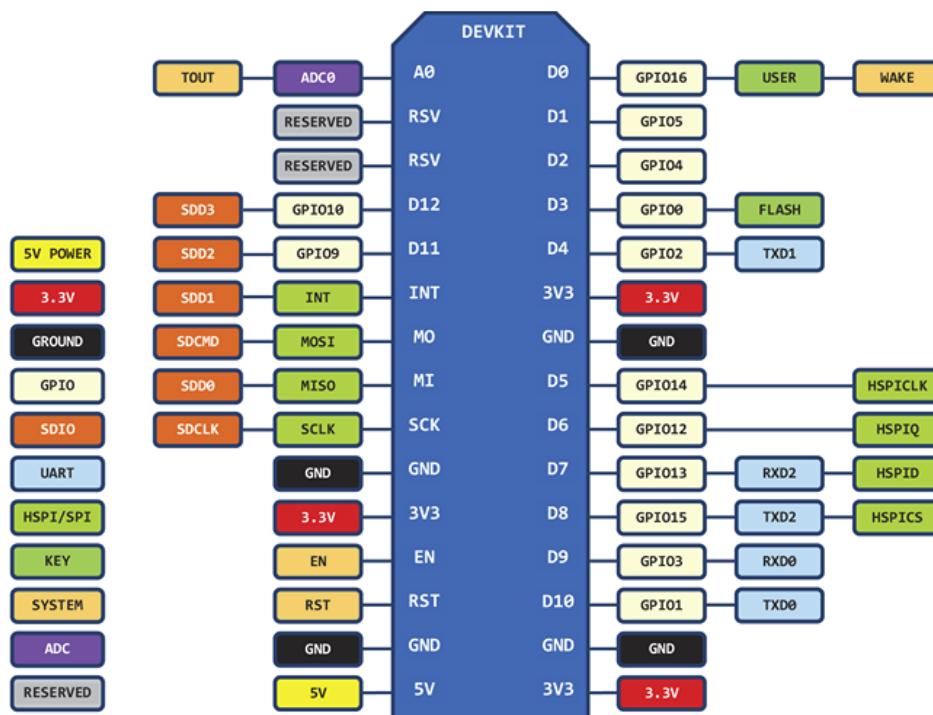 DEVKIT
TOUT ADC0 A0 D0 GPIO16 USER WAKE
RESERVED RSV D1 GPIO5
RESERVED RSV D2 GPIO4
SDD3 GPIO10 D12 D3 GPIO0 FLASH
5V POWER SDD2 GPIO9 D11 D4 GPIO2 TXD1
3.3V SDD1 INT INT 3V3 3.3V
GROUND SDCMD MOSI MO GND GND
GPIO SDD0 MISO MI D5 GPIO14 HSPICLK
SDIO SDCLK SCLK SCK D6 GPIO12 HSPIQ
UART GND GND D7 GPIO13 RXD2 HSPID
HSPI/SPI 3.3V 3V3 D8 GPIO15 TXD2 HSPICS
KEY EN EN D9 GPIO3 RXD0
SYSTEM RST RST D10 GPIO1 TXD0
ADC GND GND GND GND
RESERVED 5V 5V 3V3 3.3V